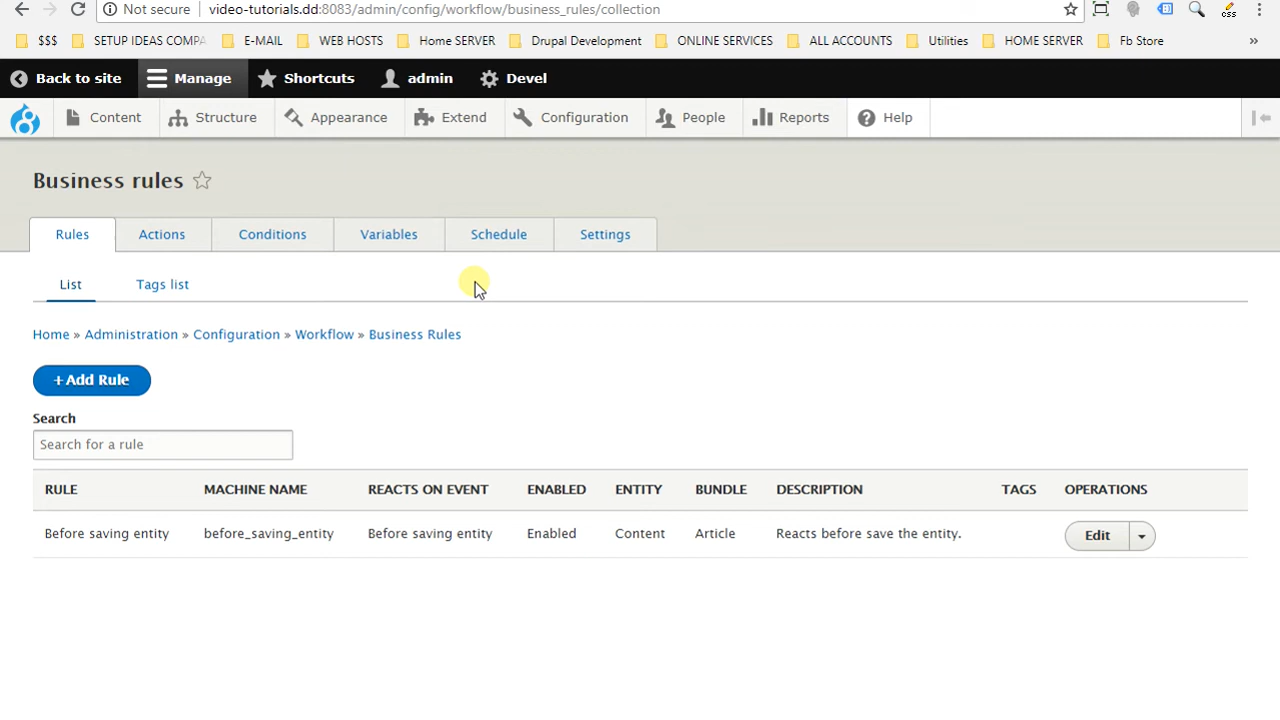 Not secure video-tutorials.dd:8083/admin/config/workflow/business_rules/collection
$$$ SETUP IDEAS COMPA E-MAIL WEB HOSTS Home SERVER Drupal Development ONLINE SERVICES ALL ACCOUNTS Utilities HOME SERVER Fb Store »
Back to site Manage Shortcuts admin Devel
Content Structure Appearance Extend Configuration People Reports Help
Business rules
Rules Actions Conditions Variables Schedule Settings
List Tags list
Home » Administration » Configuration » Workflow » Business Rules
+ Add Rule
Search
Search for a rule
RULE MACHINE NAME REACTS ON EVENT ENABLED ENTITY BUNDLE DESCRIPTION TAGS OPERATIONS
Before saving entity before_saving_entity Before saving entity Enabled Content Article Reacts before save the entity. Edit